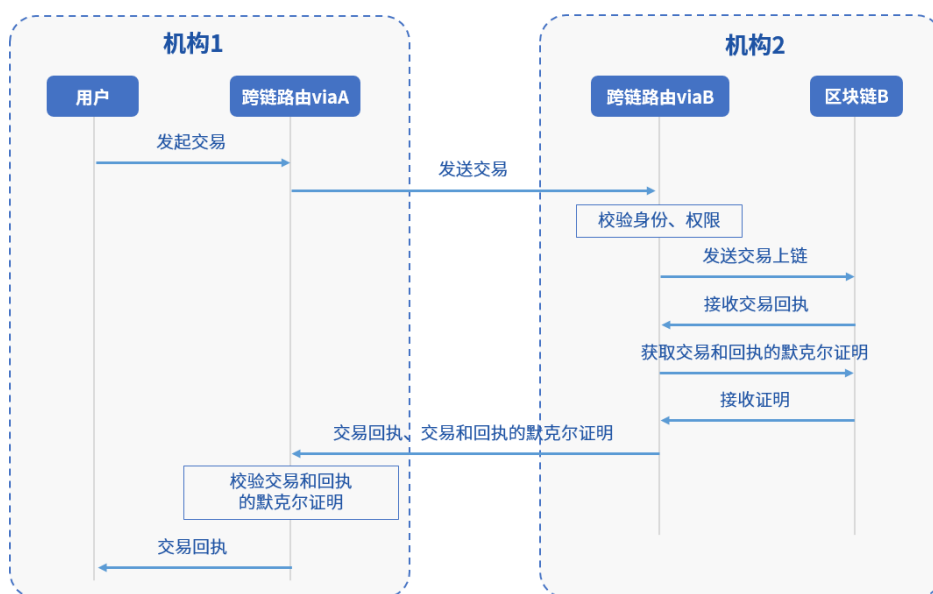 机构1
机构2
用户
跨链路由viaA
跨链路由viaB
区块链B
发起交易
发送交易
校验身份、权限
发送交易上链
接收交易回执
获取交易和回执的默克尔证明
接收证明
交易回执、交易和回执的默克尔证明
校验交易和回执
的默克尔证明
交易回执